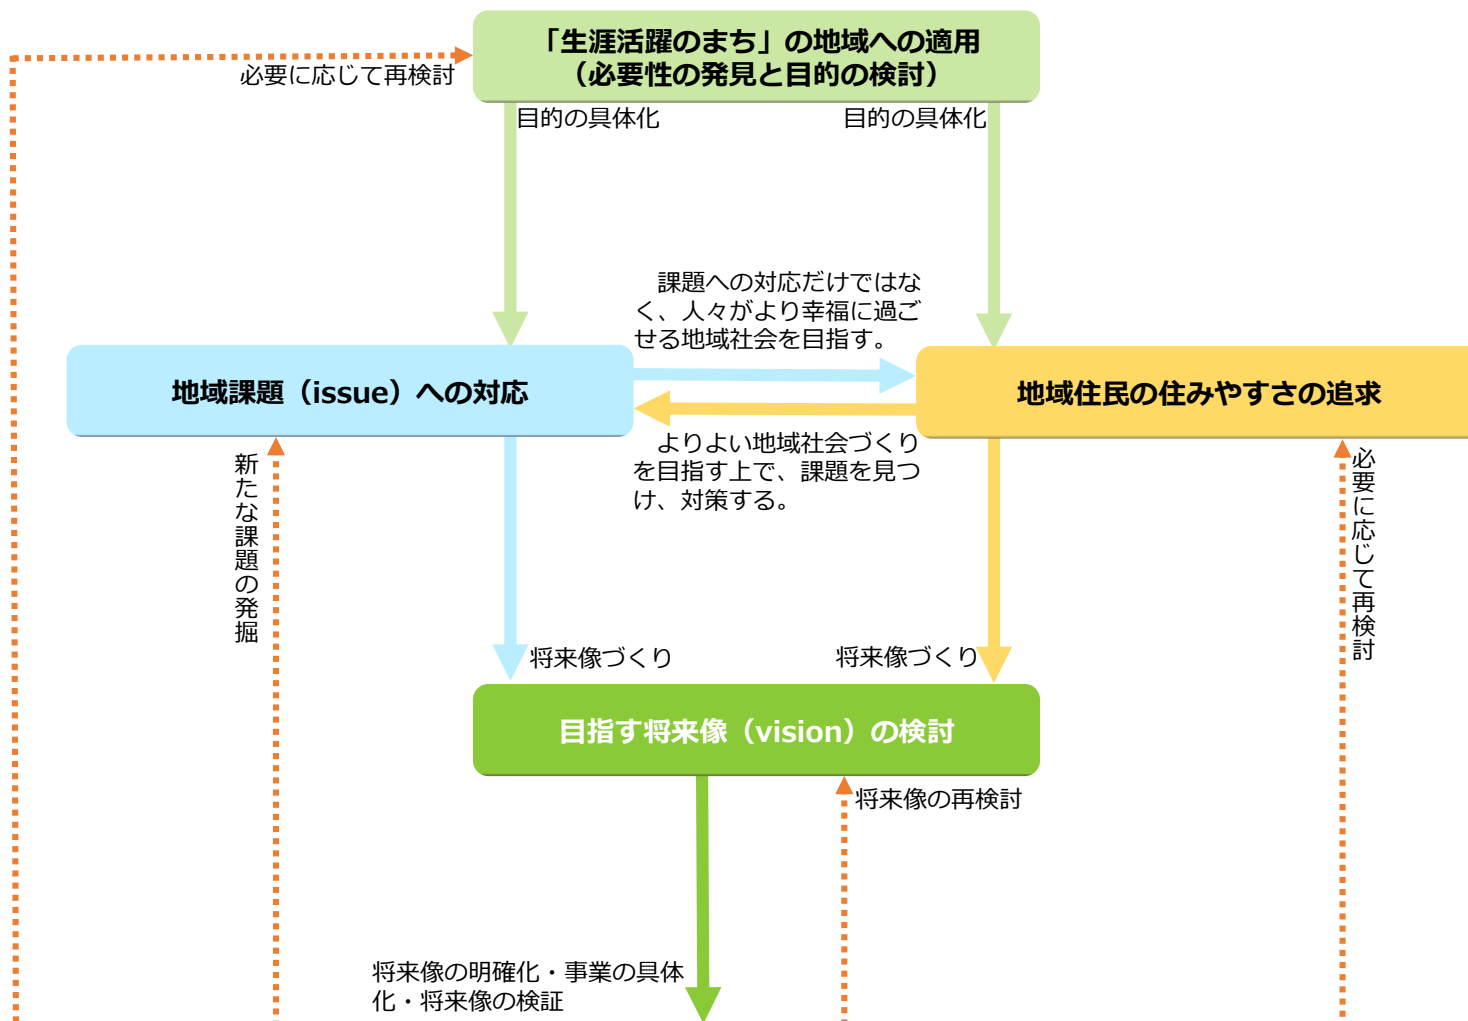 「生涯活躍のまち」の地域への適用
（必要性の発見と目的の検討）
必要に応じて再検討
目的の具体化
目的の具体化
課題への対応だけではな
く、人々がより幸福に過ご
せる地域社会を目指す。
地域課題（issue）への対応
地域住民の住みやすさの追求
よりよい地域社会づくり
を目指す上で、課題を見つ
け、対策する。
新たな課題の発掘
必要に応じて再検討
将来像づくり
将来像づくり
目指す将来像（vision）の検討
将来像の再検討
将来像の明確化・事業の具体
化・将来像の検証